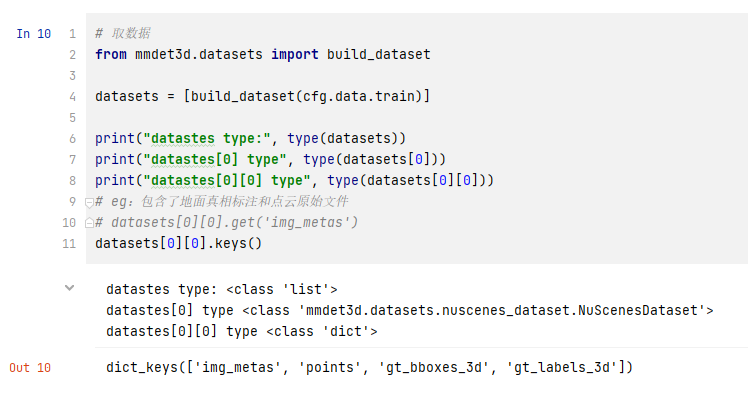 In 10
1 # 取数据
2 from mmdet3d.datasets import build_dataset
3
4 datasets = [build_dataset(cfg.data.train)]
5
6 print("datastes type:", type(datasets))
7 print("datastes[0] type", type(datasets[0]))
8 print("datastes[0][0] type", type(datasets[0][0]))
9 # eg：包含了地面真相标注和点云原始文件
10 # datasets[0][0].get('img_metas')
11 datasets[0][0].keys()
datastes type: <class 'list'>
datastes[0] type <class 'mmdet3d.datasets.nuscenes_dataset.NuScenesDataset'>
datastes[0][0] type <class 'dict'>
Out 10
dict_keys(['img_metas', 'points', 'gt_bboxes_3d', 'gt_labels_3d'])